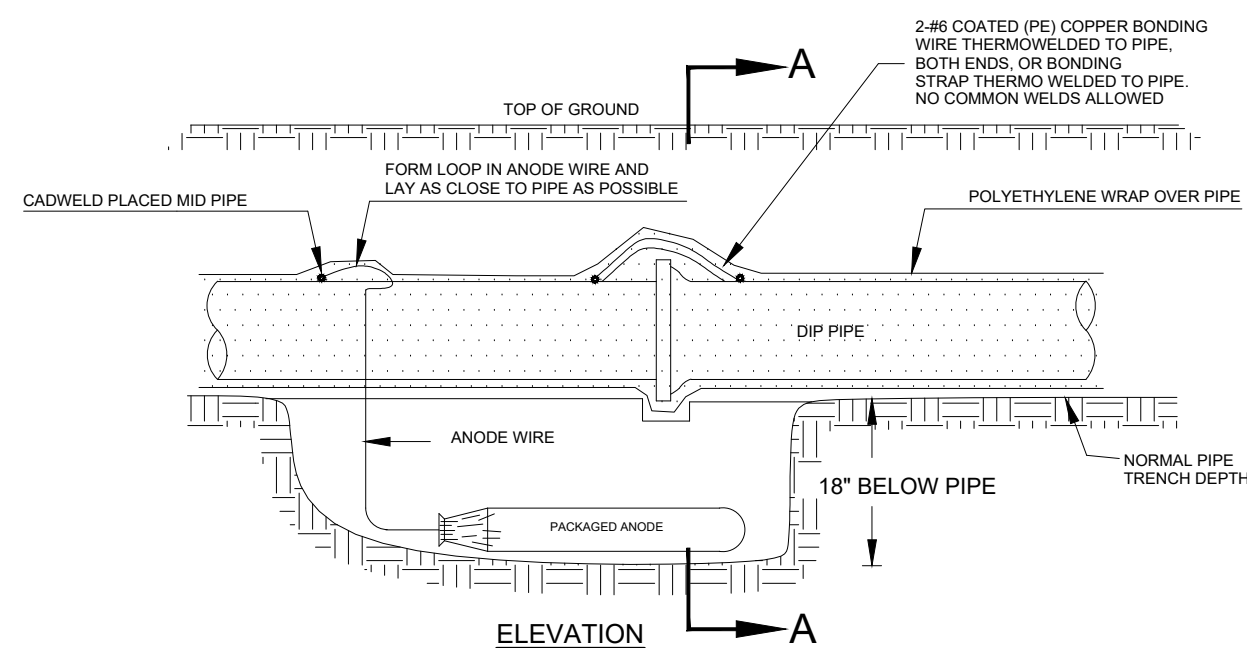 2-#6 COATED (PE) COPPER BONDING
WIRE THERMOWELDED TO PIPE,
BOTH ENDS, OR BONDING
STRAP THERMO WELDED TO PIPE.
NO COMMON WELDS ALLOWED
A
TOP OF GROUND
FORM LOOP IN ANODE WIRE AND
LAY AS CLOSE TO PIPE AS POSSIBLE
CADWELD PLACED MID PIPE
POLYETHYLENE WRAP OVER PIPE
DIP PIPE
ANODE WIRE
NORMAL PIPE
TRENCH DEPTH
18" BELOW PIPE
PACKAGED ANODE
A
ELEVATION